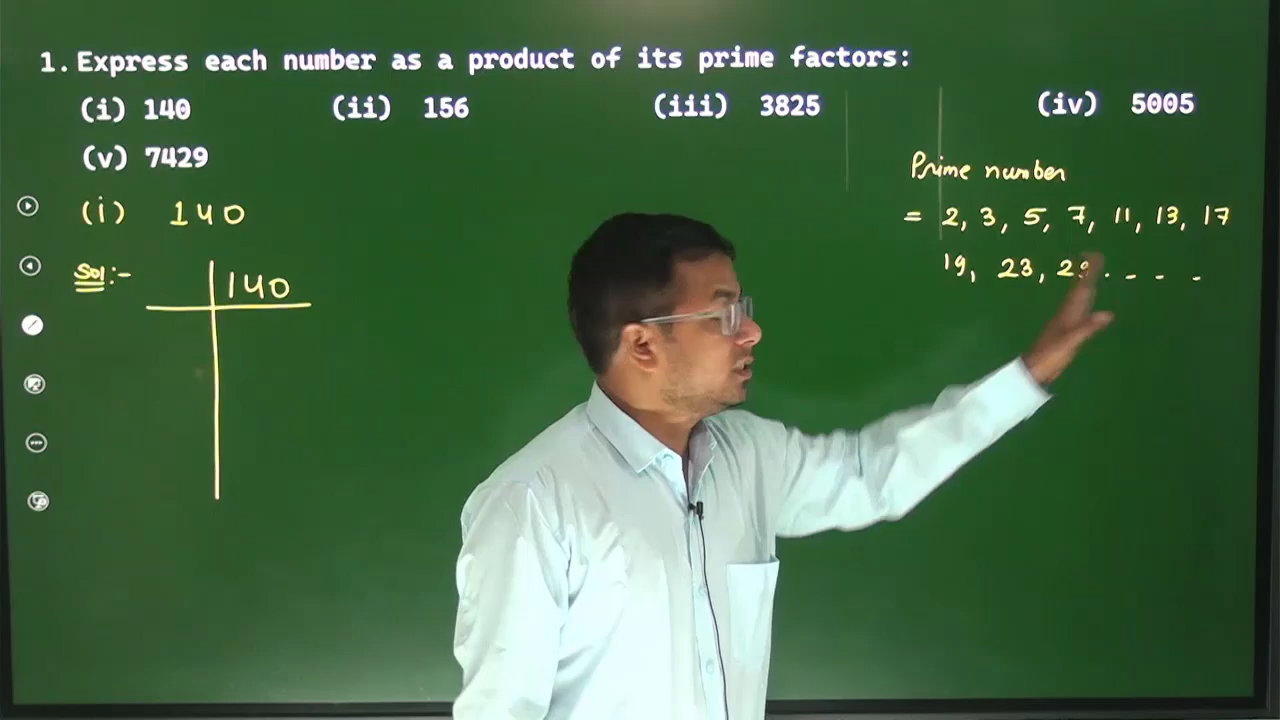 1. Express each number as a product of its prime factors:
(i) 140 (ii) 156 (iii) 3825 (iv) 5005
(v) 7429
Prime number
= 2, 3, 5, 7, 11, 13, 17
19, 23, 29 . - - -
(i) 140
Sol:-
140